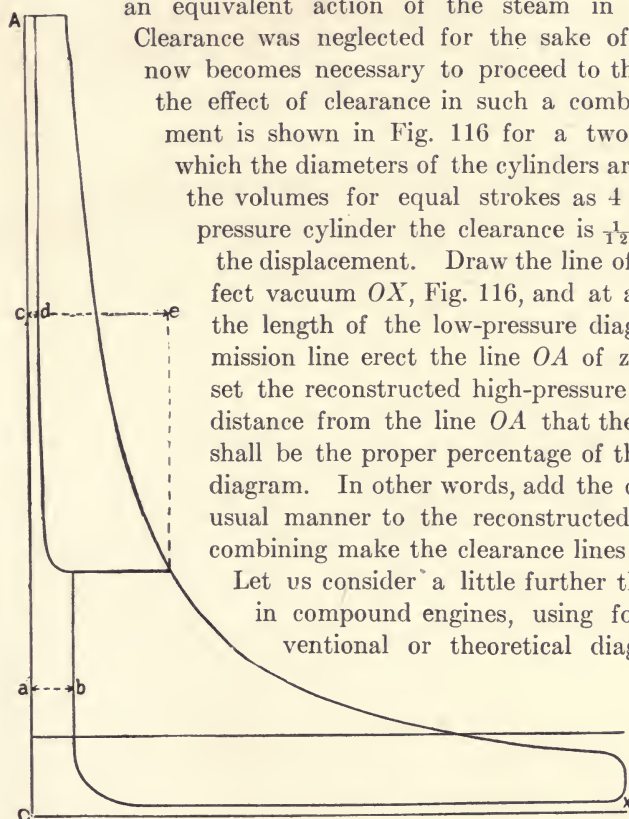 an equivalent action of the steam in
Clearance was neglected for the sake of
now becomes necessary to proceed to th
the effect of clearance in such a comb
ment is shown in Fig. 116 for a two
which the diameters of the cylinders ar
the volumes for equal strokes as 4
pressure cylinder the clearance is 1/12
the displacement. Draw the line of
fect vacuum OX, Fig. 116, and at a
the length of the low-pressure diag
mission line erect the line OA of z
set the reconstructed high-pressure
distance from the line OA that the
shall be the proper percentage of th
diagram. In other words, add the c
usual manner to the reconstructed
combining make the clearance lines
Let us consider a little further th
in compound engines, using fo
ventional or theoretical diag
A
c d e
a b
O x